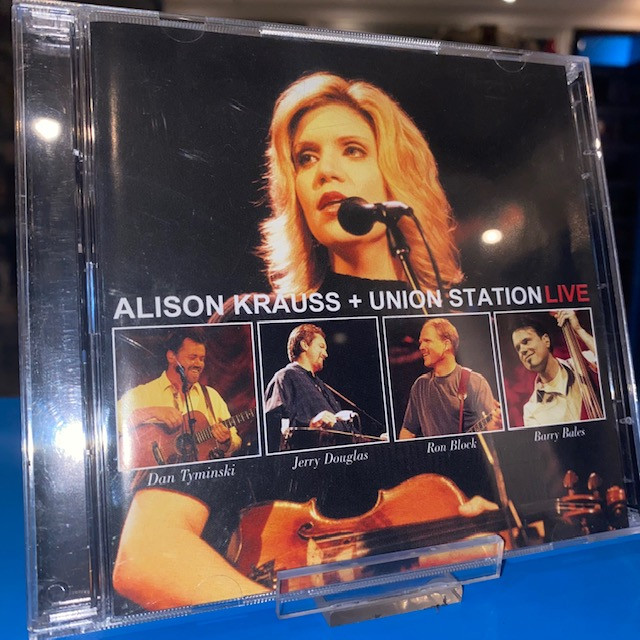 ALISON KRAUSS + UNION STATION LIVE
Dan Tyminski
Jerry Douglas
Ron Block
Barry Bales